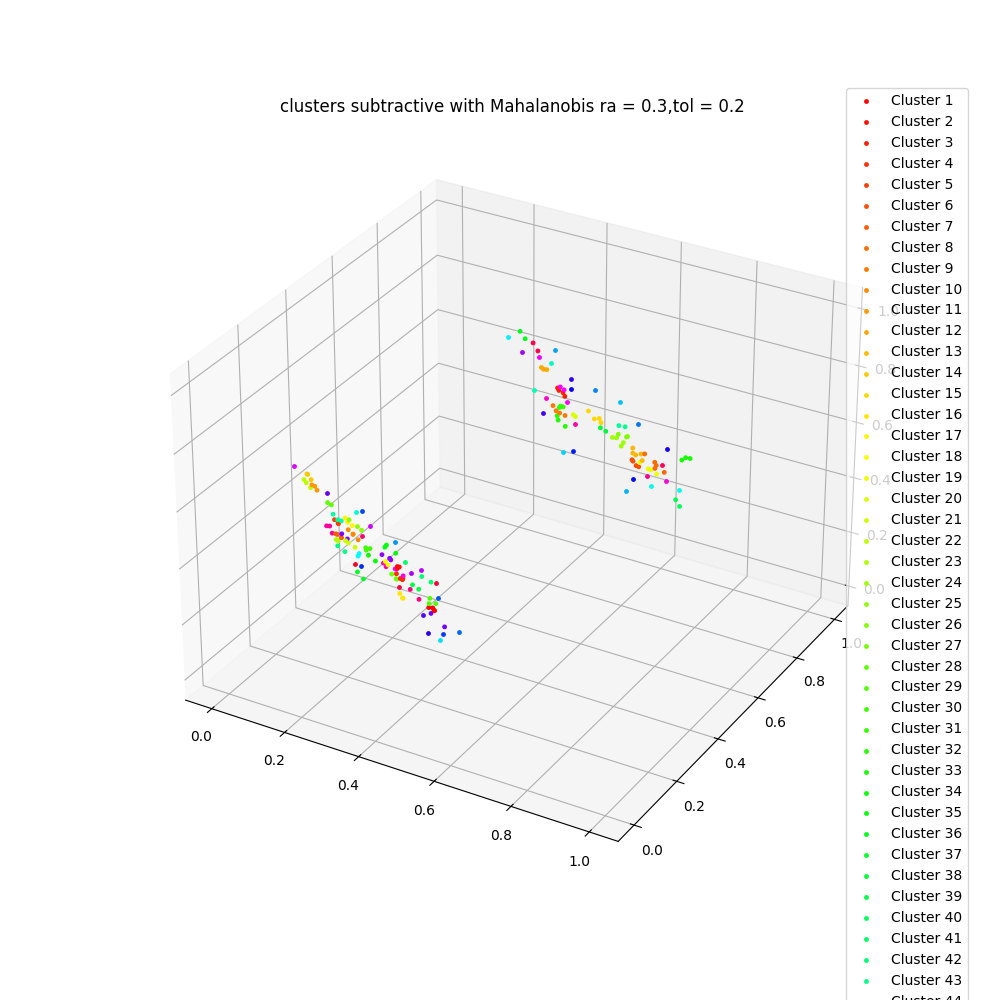 clusters subtractive with Mahalanobis ra = 0.3,tol = 0.2
Cluster 1
Cluster 2
Cluster 3
Cluster 4
Cluster 5
Cluster 6
Cluster 7
Cluster 8
Cluster 9
Cluster 10
Cluster 11
Cluster 12
Cluster 13
Cluster 14
Cluster 15
Cluster 16
Cluster 17
Cluster 18
Cluster 19
Cluster 20
Cluster 21
Cluster 22
Cluster 23
Cluster 24
Cluster 25
Cluster 26
Cluster 27
Cluster 28
Cluster 29
Cluster 30
Cluster 31
Cluster 32
Cluster 33
Cluster 34
Cluster 35
Cluster 36
Cluster 37
Cluster 38
Cluster 39
Cluster 40
Cluster 41
Cluster 42
Cluster 43
Cluster 44
1.0
0.8
0.6
0.4
0.2
0.0
1.0
0.8
0.6
0.4
0.2
0.0
0.0
0.2
0.4
0.6
0.8
1.0